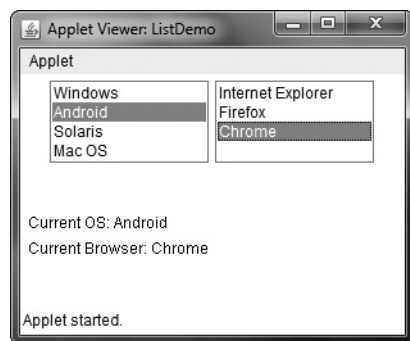 Applet Viewer: ListDemo
Applet
Windows
Android
Solaris
Mac OS
Internet Explorer
Firefox
Chrome
Current OS: Android
Current Browser: Chrome
Applet started.